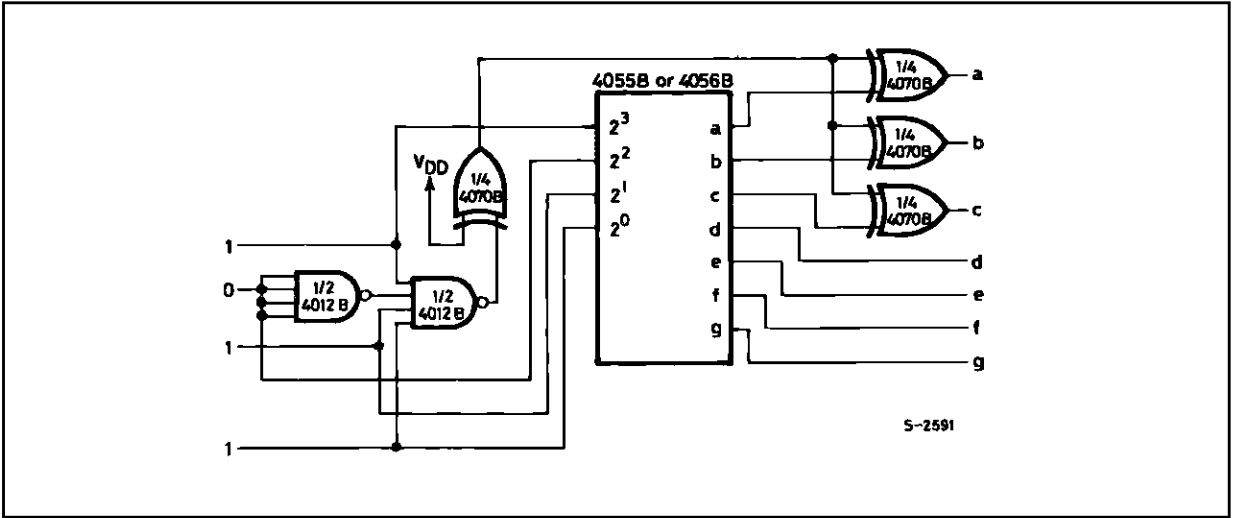 4055B or 4056B
2³
2²
2¹
2⁰
a
b
c
d
e
f
g
V_DD
1/4
4070B
1
0
1
1
1/2
4012 B
1/2
4012 B
1/4
4070B
a
1/4
4070B
b
1/4
4070B
c
d
e
f
g
S-2591